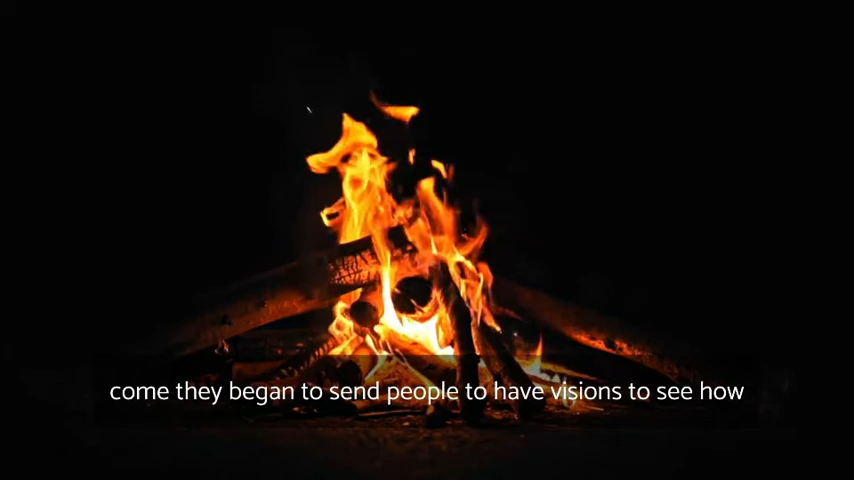 come they began to send people to have visions to see how